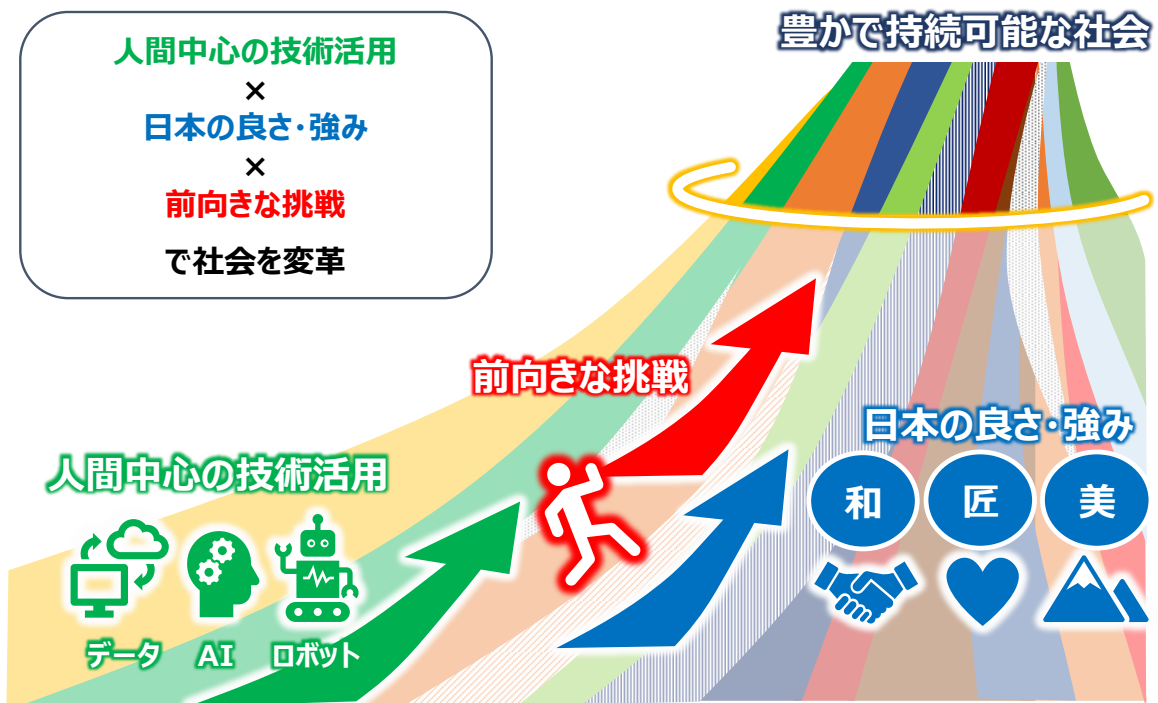 人間中心の技術活用
×
日本の良さ・強み
×
前向きな挑戦
で社会を変革
豊かで持続可能な社会
前向きな挑戦
日本の良さ・強み
和 匠 美
人間中心の技術活用
データ AI ロボット